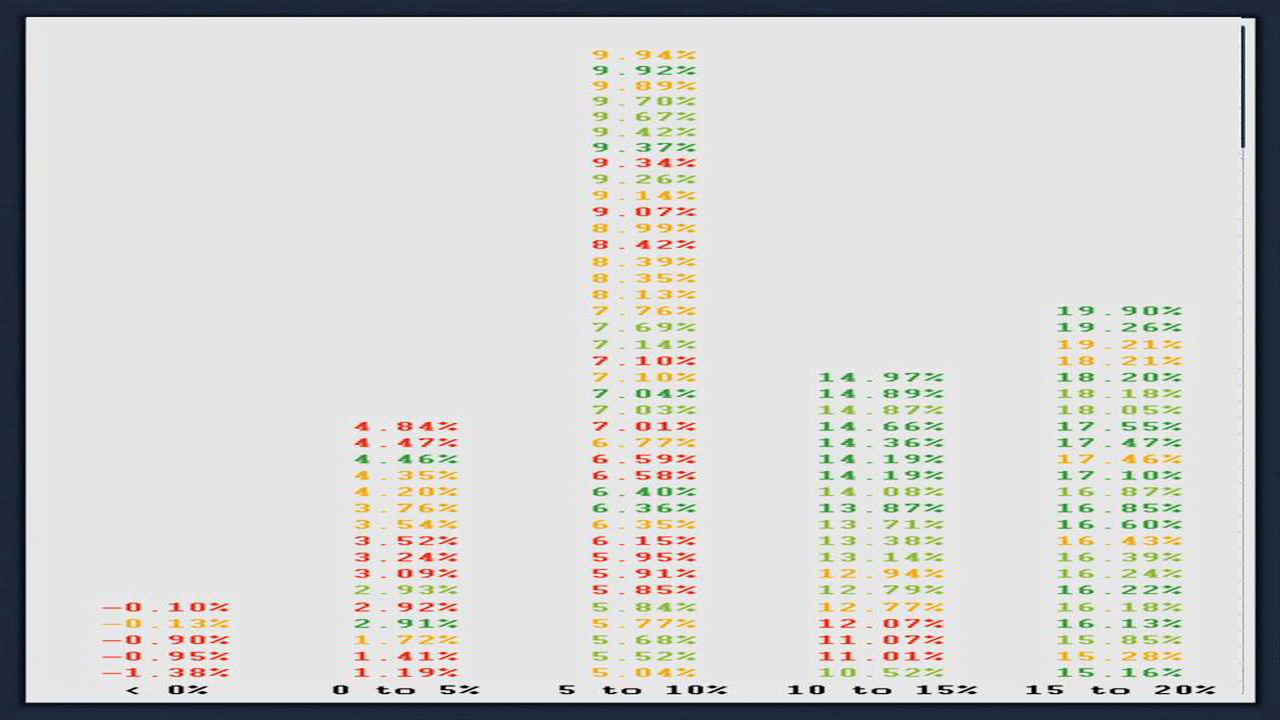 9.94%
9.92%
9.89%
9.70%
9.67%
9.42%
9.37%
9.34%
9.26%
9.14%
9.07%
8.99%
8.42%
8.39%
8.35%
8.13%
7.76% 19.90%
7.69% 19.26%
7.14% 19.21%
7.10% 18.21%
7.10% 14.97% 18.20%
7.04% 14.89% 18.18%
7.03% 14.87% 18.05%
4.84% 7.01% 14.66% 17.55%
4.47% 6.77% 14.36% 17.47%
4.46% 6.59% 14.19% 17.46%
4.35% 6.58% 14.19% 17.10%
4.20% 6.40% 14.08% 16.87%
3.76% 6.36% 13.87% 16.85%
3.54% 6.35% 13.71% 16.60%
3.52% 6.15% 13.38% 16.43%
3.24% 5.95% 13.14% 16.39%
3.09% 5.91% 12.94% 16.24%
2.93% 5.85% 12.79% 16.22%
-0.10% 2.92% 5.84% 12.77% 16.18%
-0.13% 2.91% 5.77% 12.07% 16.13%
-0.90% 1.72% 5.68% 11.07% 15.85%
-0.95% 1.41% 5.52% 11.01% 15.28%
-1.38% 1.19% 5.04% 10.52% 15.16%
< 0% 0 to 5% 5 to 10% 10 to 15% 15 to 20%